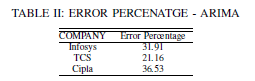 TABLE II: ERROR PERCENATGE - ARIMA
COMPANY Error Percentage
Infosys 31.91
TCS 21.16
Cipla 36.53